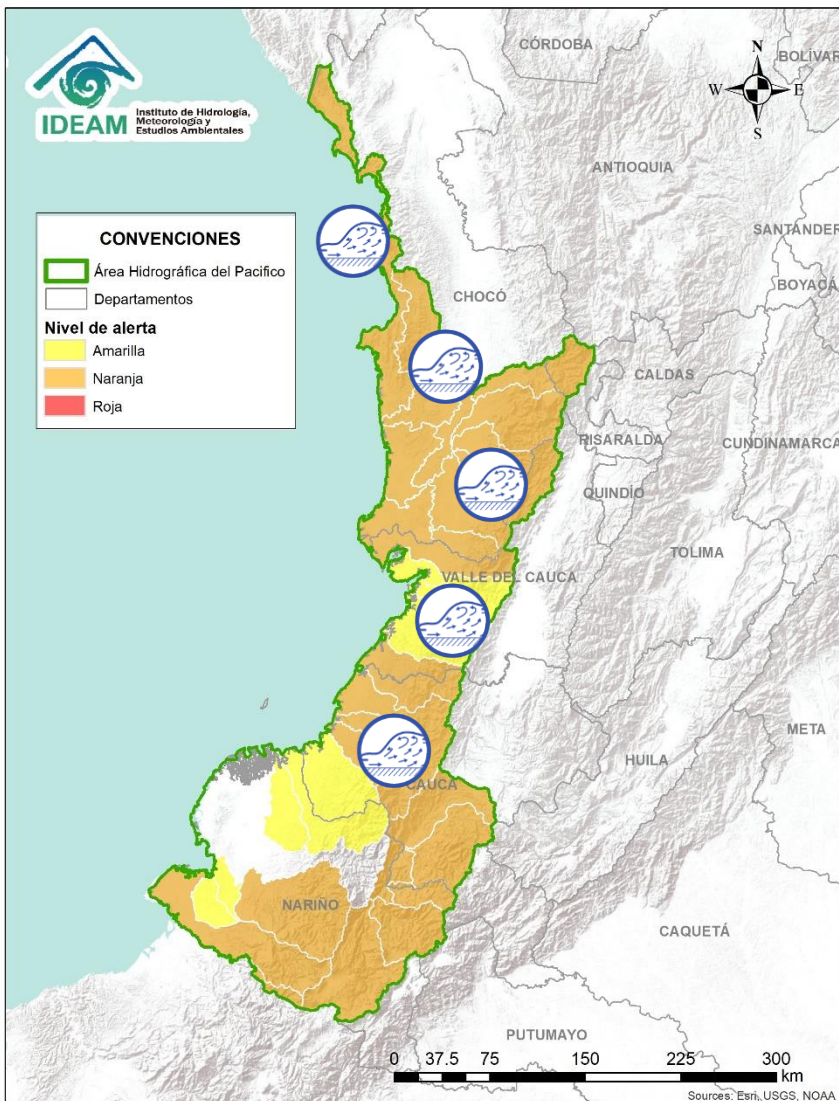 IDEAM
Instituto de Hidrología,
Meteorología y
Estudios Ambientales
CÓRDOBA
BOLÍVAR
N
W
E
S
ANTIOQUIA
SANTANDER
BOYACÁ
CONVENCIONES
Área Hidrográfica del Pacifico
Departamentos
Nivel de alerta
Amarilla
Naranja
Roja
CHOCÓ
CALDAS
RISARALDA
CUNDINAMARCA
QUINDÍO
TOLIMA
VALLE DEL CAUCA
META
HUILA
CAUCA
NARIÑO
CAQUETÁ
PUTUMAYO
0 37.5 75 150 225 300
km
Sources: Esri, USGS, NOAA